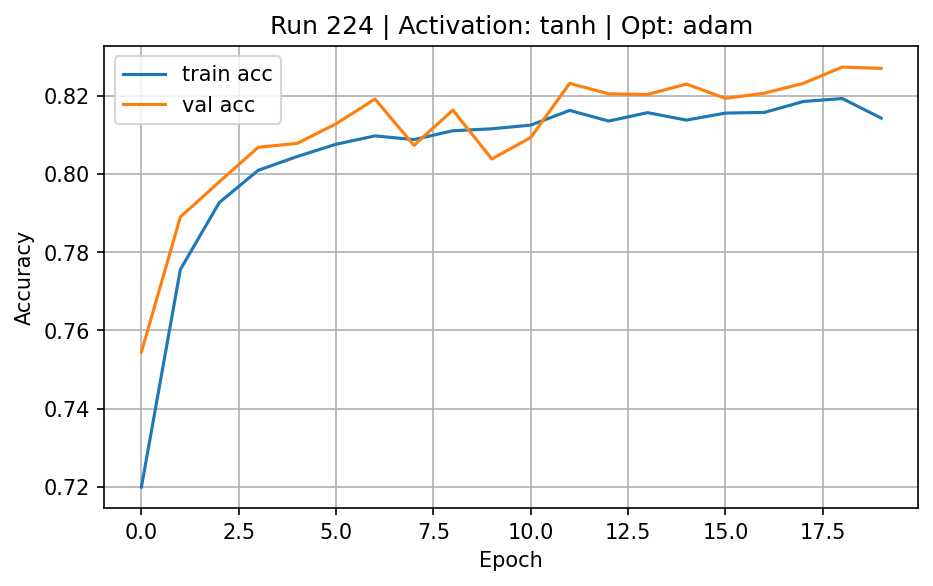 Run 224 | Activation: tanh | Opt: adam
train acc
val acc
Accuracy
0.82
0.80
0.78
0.76
0.74
0.72
0.0 2.5 5.0 7.5 10.0 12.5 15.0 17.5
Epoch